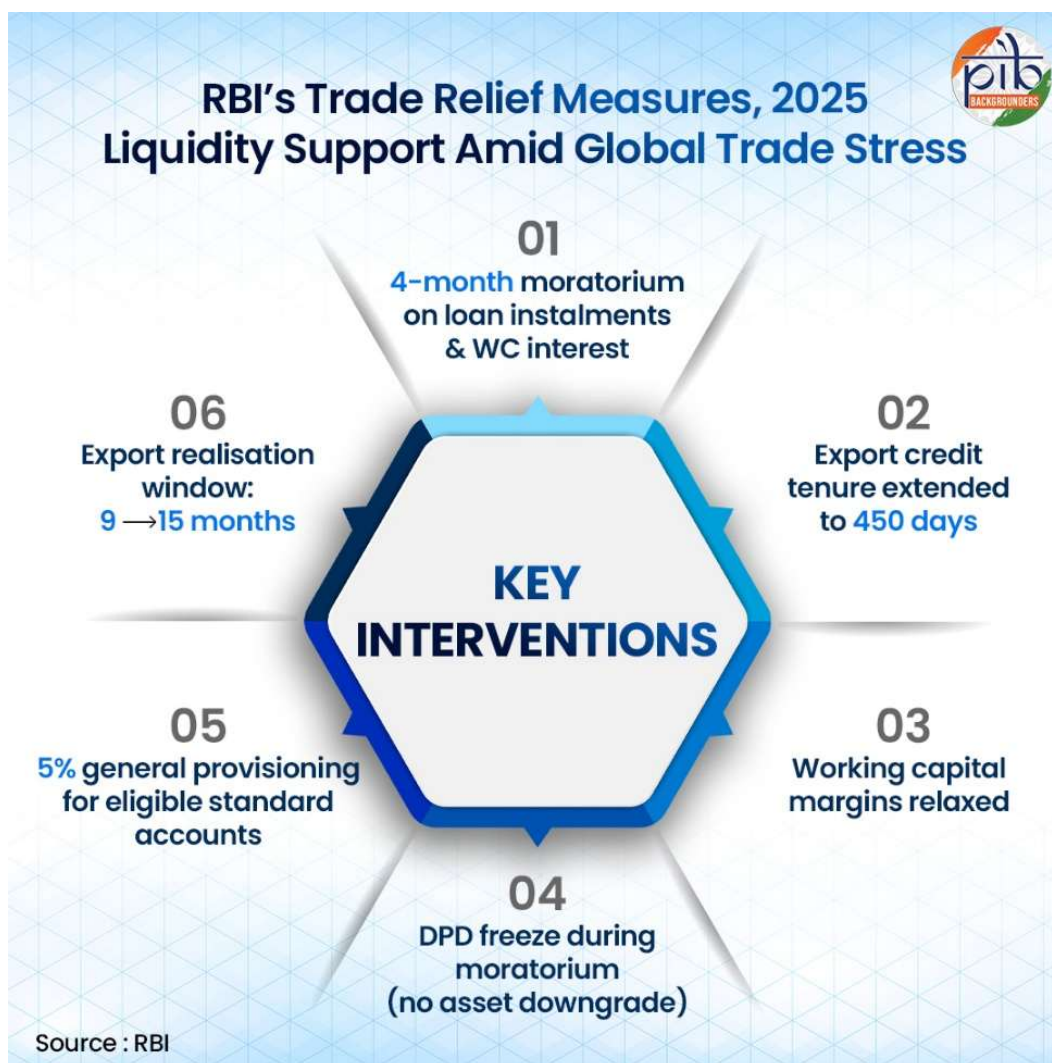 pib
BACKGROUNDERS
RBI’s Trade Relief Measures, 2025
Liquidity Support Amid Global Trade Stress
01
4-month moratorium
on loan instalments
& WC interest
02
Export credit
tenure extended
to 450 days
03
Working capital
margins relaxed
04
DPD freeze during
moratorium
(no asset downgrade)
05
5% general provisioning
for eligible standard
accounts
06
Export realisation
window:
9 → 15 months
KEY
INTERVENTIONS
Source : RBI